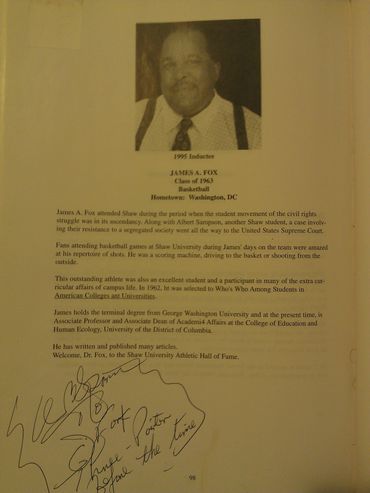 1995 Inductee
JAMES A. FOX
Class of 1963
Basketball
Hometown: Washington, DC
James A. Fox attended Shaw during the period when the student movement of the civil rights
struggle was in its ascendancy. Along with Albert Sampson, another Shaw student, a case involv-
ing their resistance to a segregated society went all the way to the United States Supreme Court.
Fans attending basketball games at Shaw University during James' days on the team were amazed
at his repertoire of shots. He was a scoring machine, driving to the basket or shooting from the
outside.
This outstanding athlete was also an excellent student and a participant in many of the extra cur-
ricular affairs of campus life. In 1962, he was selected to Who's Who Among Students in
American Colleges and Universities.
James holds the terminal degree from George Washington University and at the present time, is
Associate Professor and Associate Dean of Academi4 Affairs at the College of Education and
Human Ecology, University of the District of Columbia.
He has written and published many articles.
Welcome, Dr. Fox, to the Shaw University Athletic Hall of Fame.
Fox
Three-Pointer
before the time
98